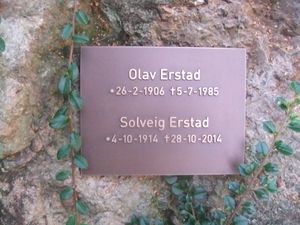 Olav Erstad
*26-2-1906 †5-7-1985
Solveig Erstad
*4-10-1914 †28-10-2014